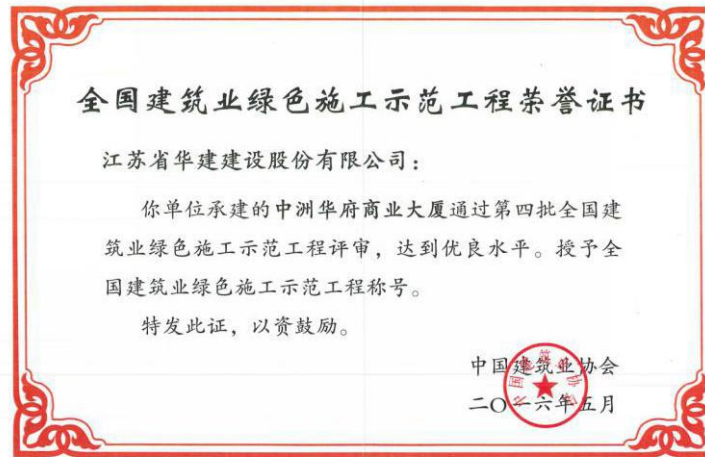 全国建筑业绿色施工示范工程荣誉证书
江苏省华建建设股份有限公司：
你单位承建的中洲华府商业大厦通过第四批全国建
筑业绿色施工示范工程评审，达到优良水平。授予全
国建筑业绿色施工示范工程称号。
特发此证，以资鼓励。
中国建筑业协会
二〇一六年五月